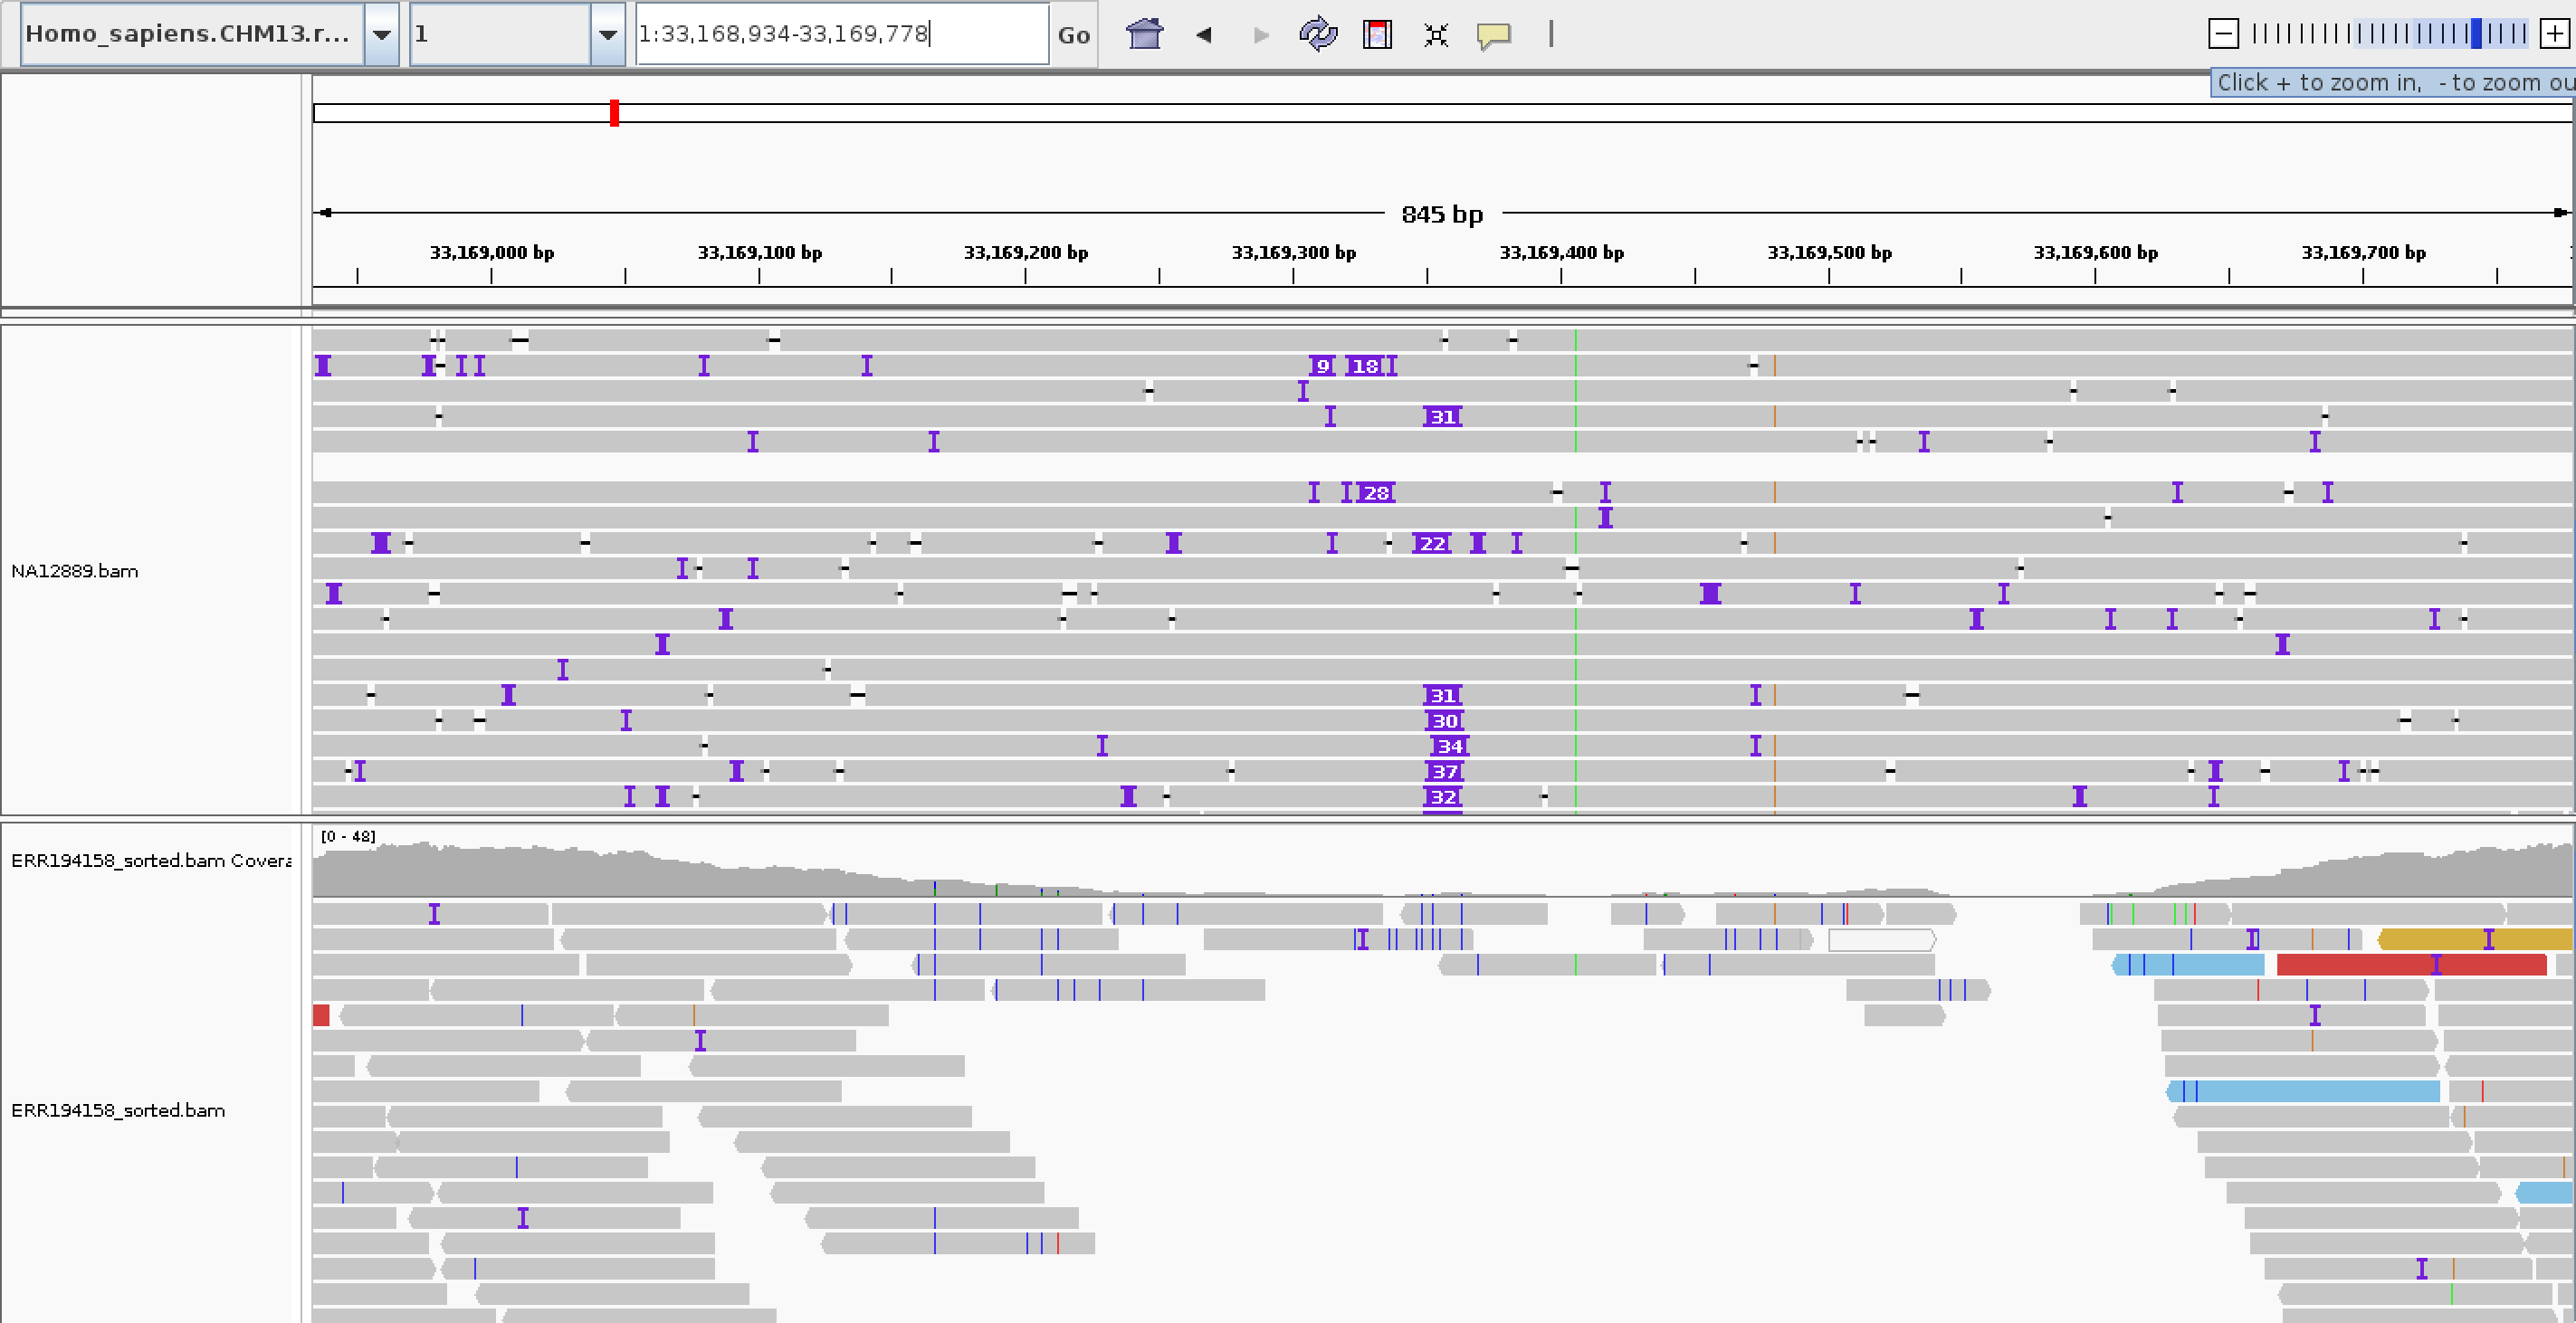 Homo_sapiens.CHM13.r... 1 1:33,168,934-33,169,778 Go
Click + to zoom in, - to zoom ou
845 bp
33,169,000 bp 33,169,100 bp 33,169,200 bp 33,169,300 bp 33,169,400 bp 33,169,500 bp 33,169,600 bp 33,169,700 bp
9 18
31
28
22
NA12889.bam
31
30
34
37
32
[0 - 48]
ERR194158_sorted.bam Covera
ERR194158_sorted.bam